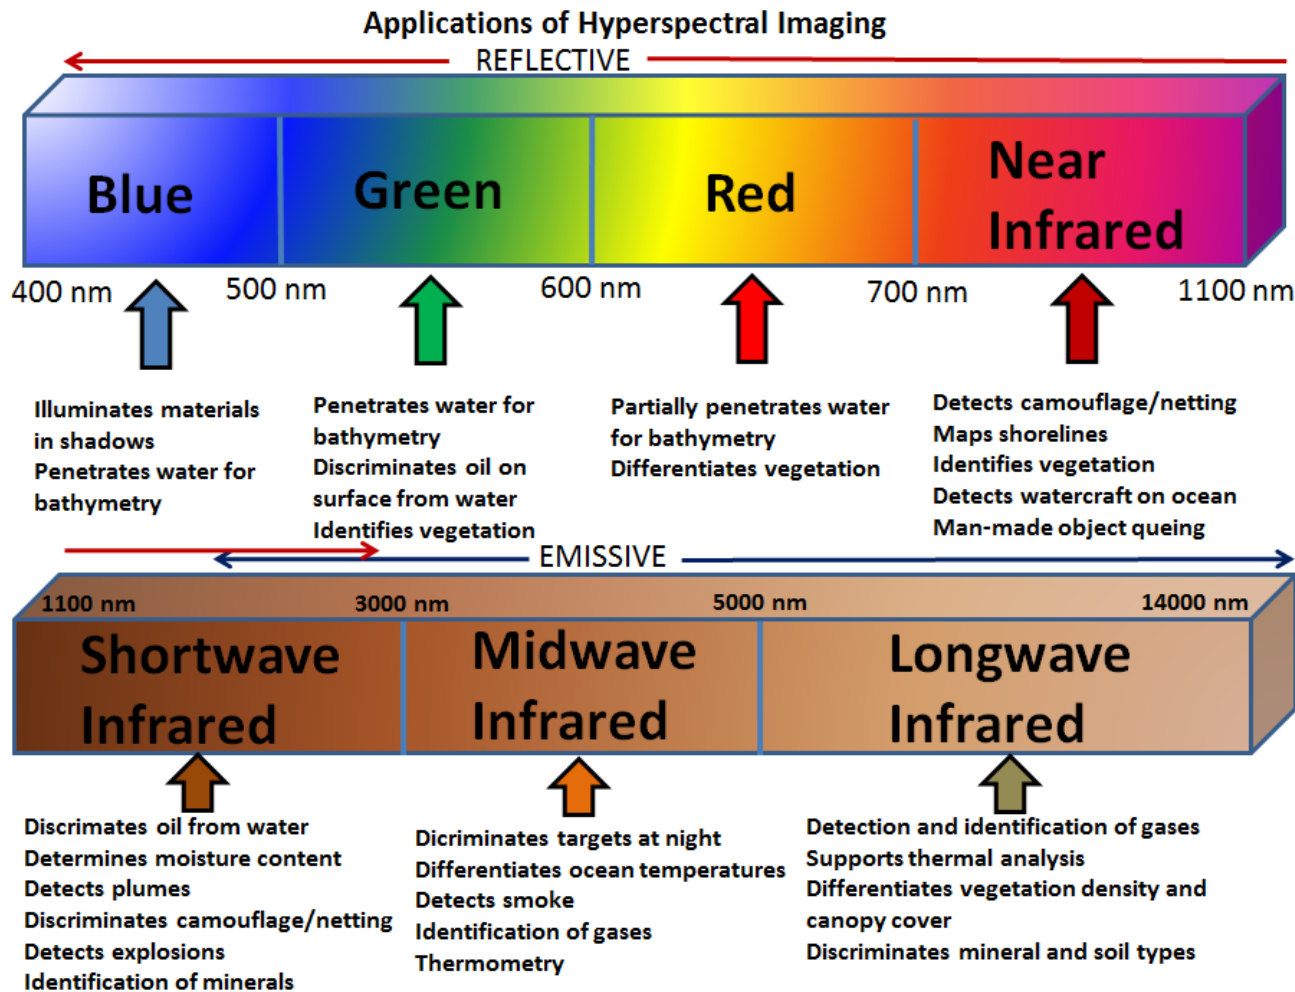 Applications of Hyperspectral Imaging
REFLECTIVE
Blue
Green
Red
Near
Infrared
400 nm
500 nm
600 nm
700 nm
1100 nm
Illuminates materials
in shadows
Penetrates water for
bathymetry
Penetrates water for
bathymetry
Discriminates oil on
surface from water
Identifies vegetation
Partially penetrates water
for bathymetry
Differentiates vegetation
Detects camouflage/netting
Maps shorelines
Identifies vegetation
Detects watercraft on ocean
Man-made object queing
EMISSIVE
1100 nm
3000 nm
5000 nm
14000 nm
Shortwave
Infrared
Midwave
Infrared
Longwave
Infrared
Discrimates oil from water
Determines moisture content
Detects plumes
Discriminates camouflage/netting
Detects explosions
Identification of minerals
Dicriminates targets at night
Differentiates ocean temperatures
Detects smoke
Identification of gases
Thermometry
Detection and identification of gases
Supports thermal analysis
Differentiates vegetation density and
canopy cover
Discriminates mineral and soil types